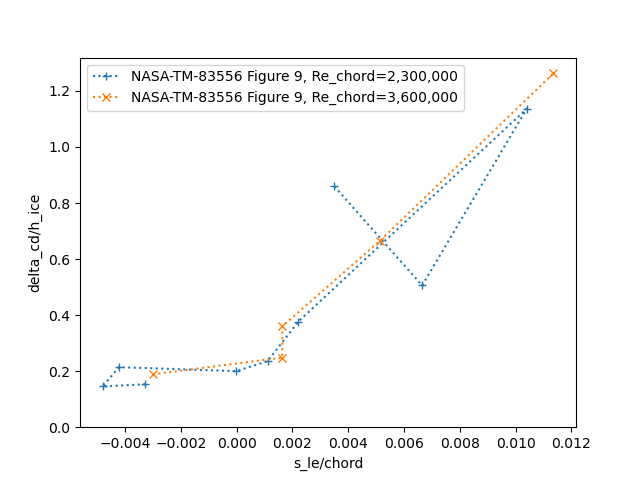 NASA-TM-83556 Figure 9, Re_chord=2,300,000
NASA-TM-83556 Figure 9, Re_chord=3,600,000
delta_cd/h_ice
1.2
1.0
0.8
0.6
0.4
0.2
0.0
−0.004 −0.002 0.000 0.002 0.004 0.006 0.008 0.010 0.012
s_le/chord